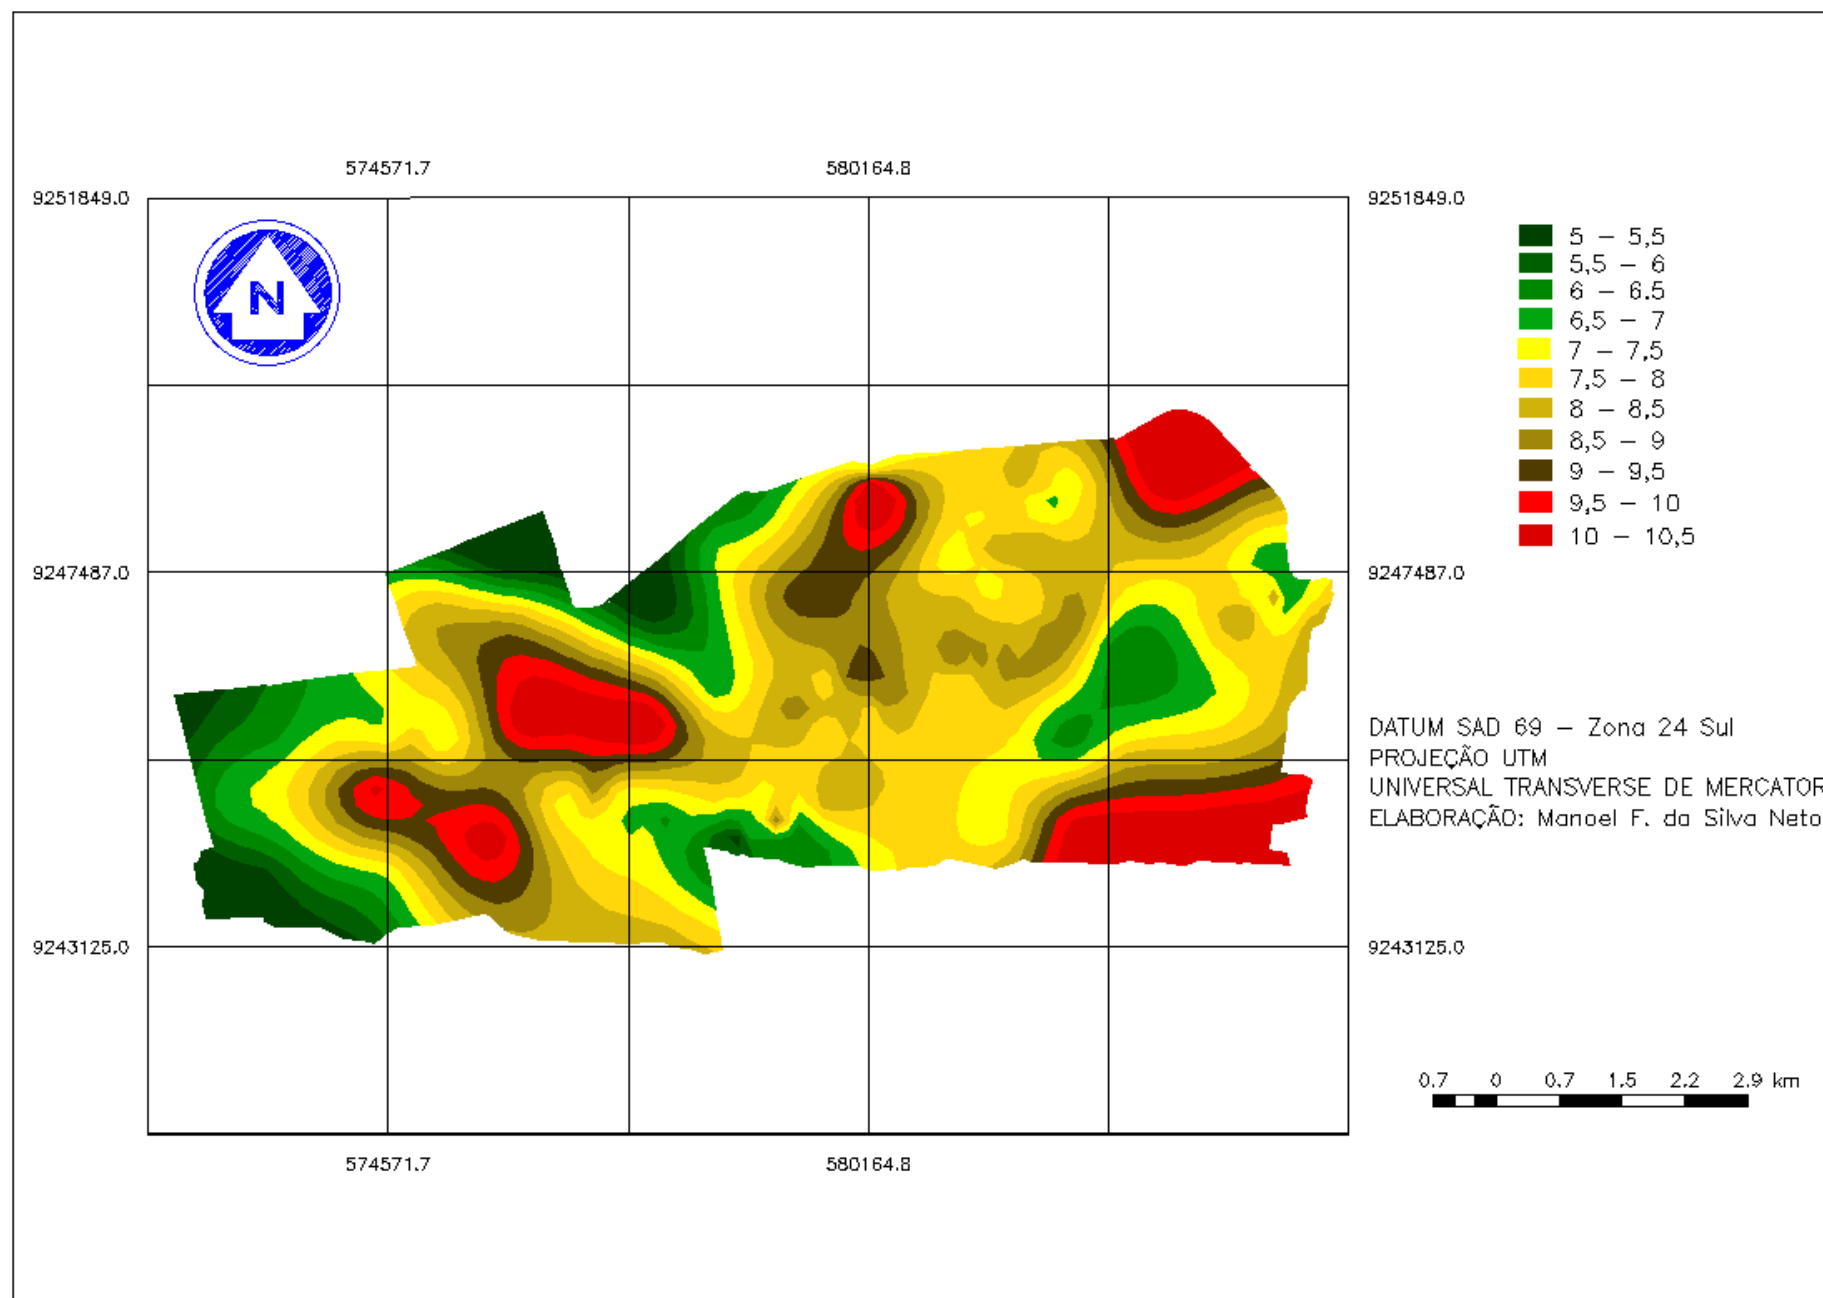 574571.7 580164.8
9251849.0 9251849.0
N
5 – 5,5
5,5 – 6
6 – 6.5
6,5 – 7
7 – 7,5
7,5 – 8
8 – 8,5
8,5 – 9
9 – 9,5
9,5 – 10
10 – 10,5
9247487.0 9247487.0
DATUM SAD 69 – Zona 24 Sul
PROJEÇÃO UTM
UNIVERSAL TRANSVERSE DE MERCATOR
ELABORAÇÃO: Manoel F. da Silva Neto
9243125.0 9243125.0
0.7 0 0.7 1.5 2.2 2.9 km
574571.7 580164.8